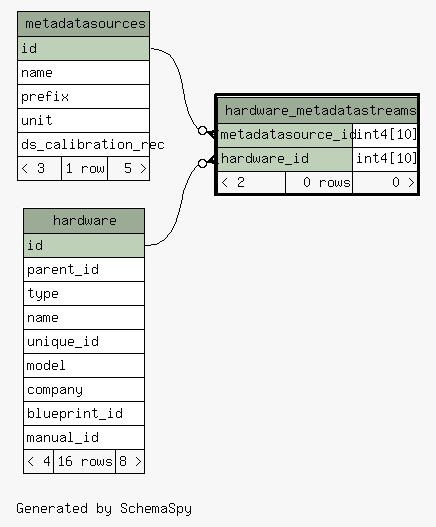 metadatasources
id
name
prefix
unit
ds_calibration_rec
< 3 1 row 5 >
hardware_metadatastreams
metadatasource_id int4[10]
hardware_id int4[10]
< 2 0 rows 0 >
hardware
id
parent_id
type
name
unique_id
model
company
blueprint_id
manual_id
< 4 16 rows 8 >
Generated by SchemaSpy